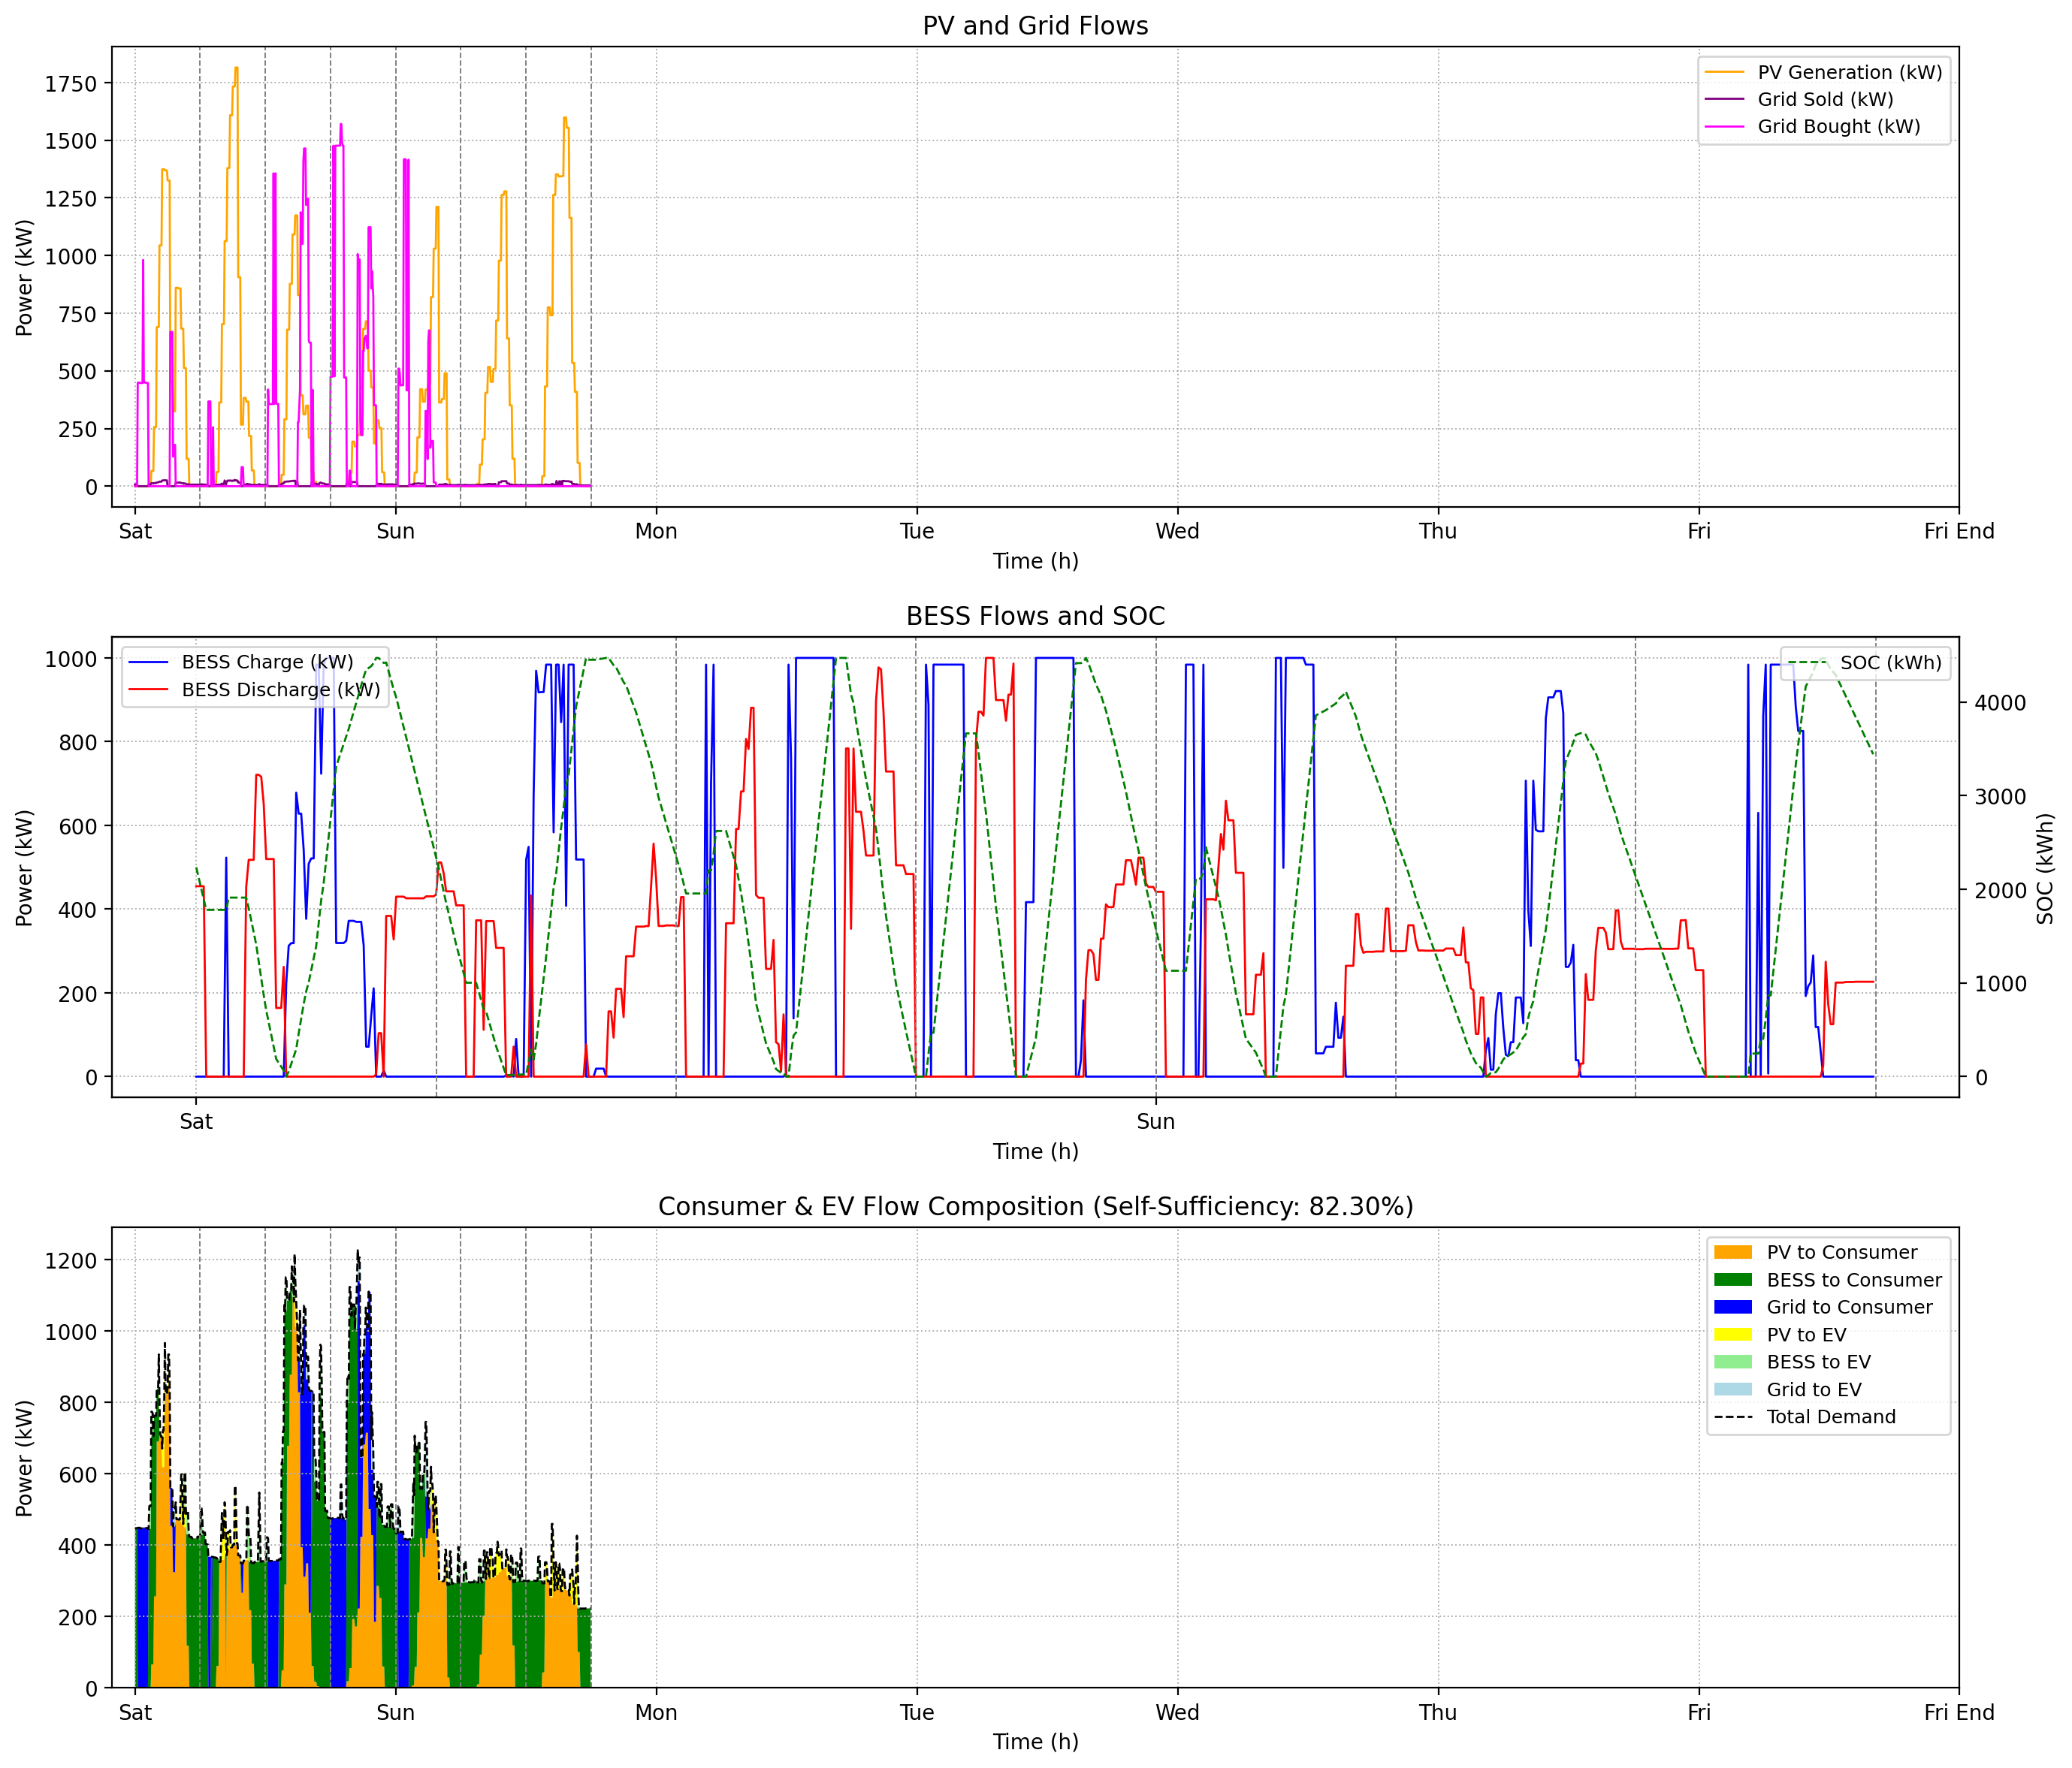 PV and Grid Flows
PV Generation (kW)
Grid Sold (kW)
Grid Bought (kW)
1750
1500
1250
1000
750
500
250
0
Power (kW)
Sat Sun Mon Tue Wed Thu Fri Fri End
Time (h)
BESS Flows and SOC
BESS Charge (kW)
BESS Discharge (kW)
SOC (kWh)
1000
800
600
400
200
0
Power (kW)
4000
3000
2000
1000
0
SOC (kWh)
Sat Sun
Time (h)
Consumer & EV Flow Composition (Self-Sufficiency: 82.30%)
PV to Consumer
BESS to Consumer
Grid to Consumer
PV to EV
BESS to EV
Grid to EV
Total Demand
1200
1000
800
600
400
200
0
Power (kW)
Sat Sun Mon Tue Wed Thu Fri Fri End
Time (h)